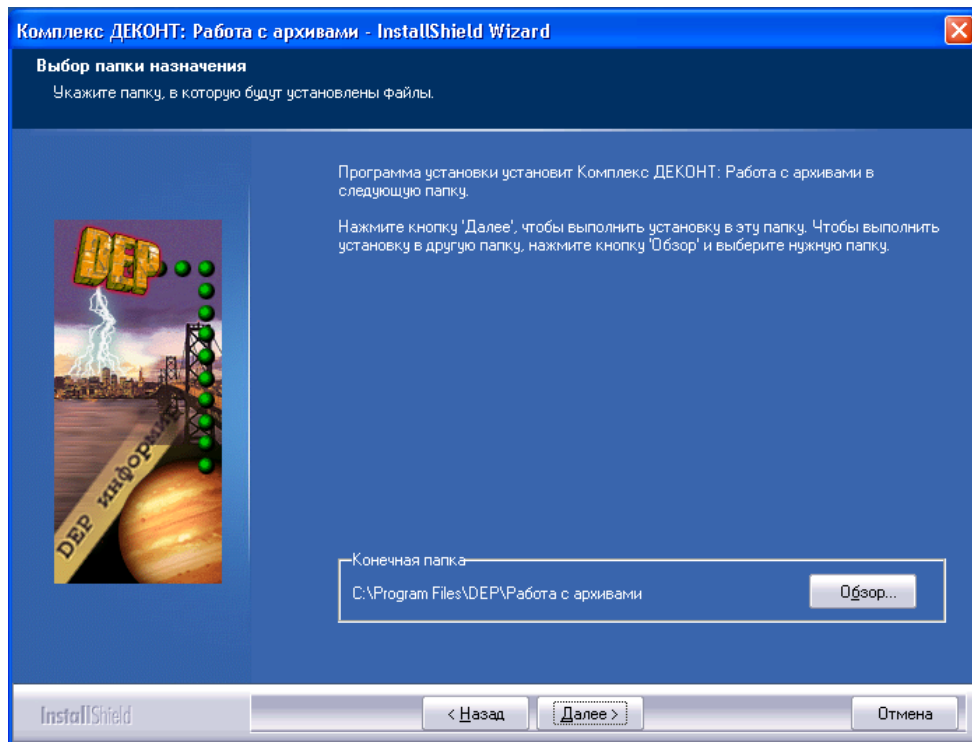 Комплекс ДЕКОНТ: Работа с архивами - InstallShield Wizard
Выбор папки назначения
Укажите папку, в которую будут установлены файлы.
Программа установки установит Комплекс ДЕКОНТ: Работа с архивами в
следующую папку.
Нажмите кнопку 'Далее', чтобы выполнить установку в эту папку. Чтобы выполнить
установку в другую папку, нажмите кнопку 'Обзор' и выберите нужную папку.
DEP
DEP информир
Конечная папка
C:\Program Files\DEP\Работа с архивами
Обзор...
InstallShield
< Назад
Далее >
Отмена